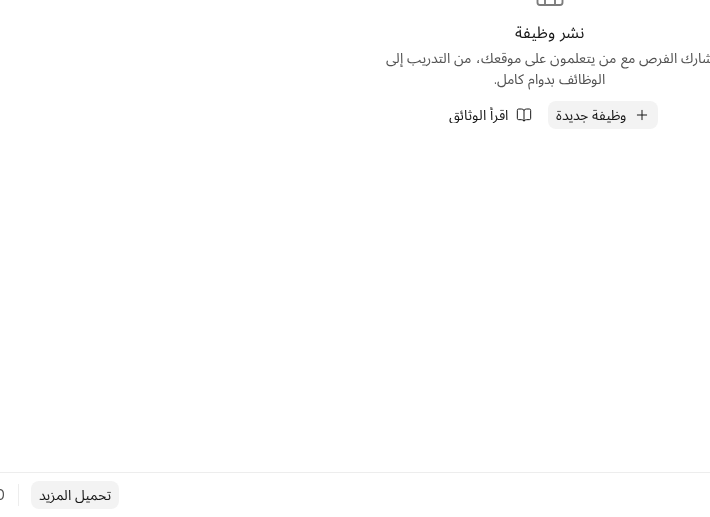 نشر وظيفة
شارك الفرص مع من يتعلمون على موقعك، من التدريب إلى
الوظائف بدوام كامل.
وظيفة جديدة
اقرأ الوثائق
تحميل المزيد
0